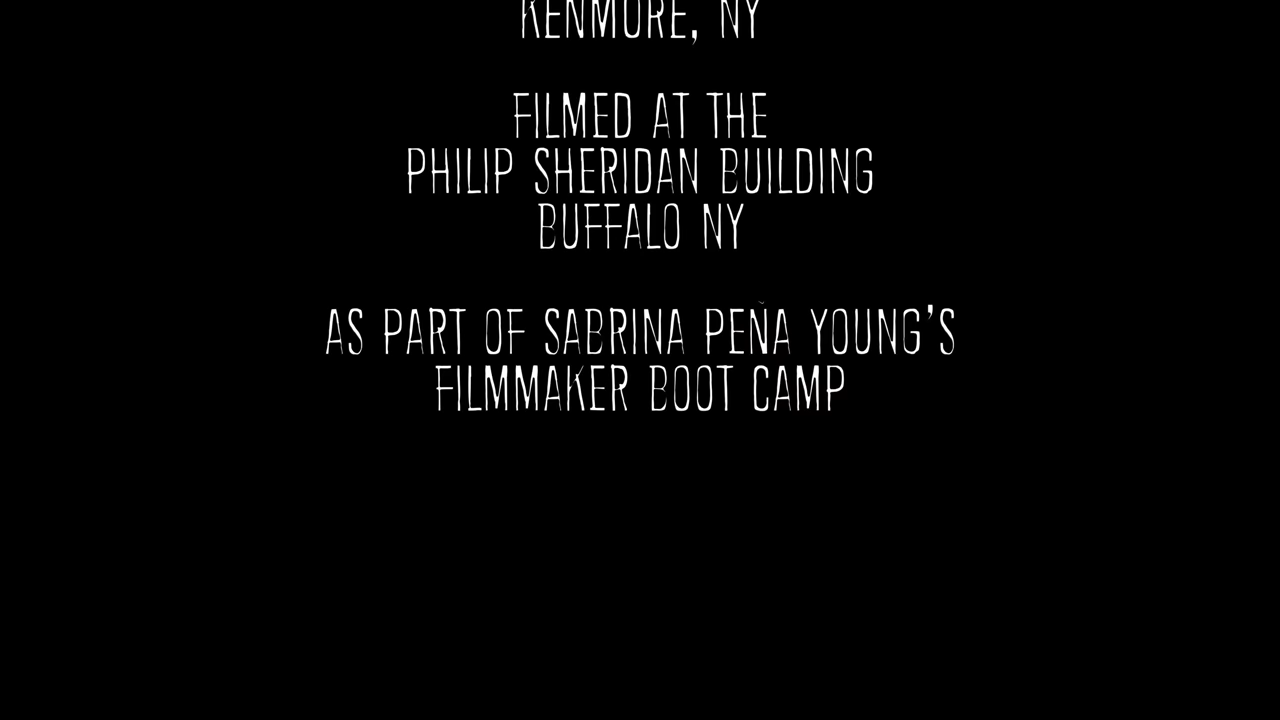 KENMORE, NY
FILMED AT THE
PHILIP SHERIDAN BUILDING
BUFFALO NY
AS PART OF SABRINA PEÑA YOUNG'S
FILMMAKER BOOT CAMP